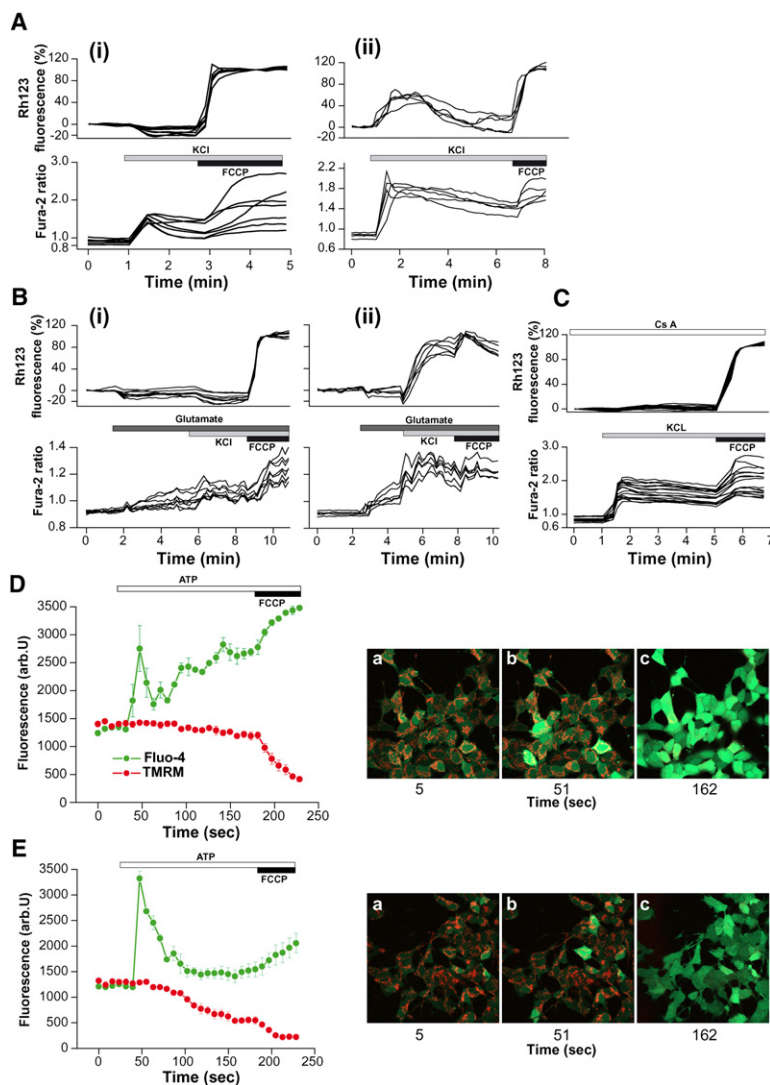 A
(i)
(ii)
Rh123
fluorescence (%)
120
80
40
0
-20
120
80
40
0
KCl
FCCP
KCl
FCCP
Fura-2 ratio
3.0
2.0
1.0
0.8
2.2
1.8
1.4
1.0
0.6
0 1 2 3 4 5
Time (min)
0 2 4 6 8
Time (min)
B
(i)
(ii)
C
Rh123
fluorescence (%)
120
80
40
0
-40
Glutamate
KCl
FCCP
Glutamate
KCl
FCCP
Fura-2 ratio
1.4
1.2
1.0
0.8
0 2 4 6 8 10
Time (min)
0 2 4 6 8 10
Time (min)
Cs A
Rh123
fluorescence (%)
120
80
40
0
KCL
FCCP
Fura-2 ratio
3.0
2.0
1.0
0.6
0 1 2 3 4 5 6 7
Time (min)
D
ATP
FCCP
Fluorescence (arb.U)
3500
3000
2500
2000
1500
1000
500
0
Fluo-4
TMRM
0 50 100 150 200 250
Time (sec)
a
b
c
5 51 162
Time (sec)
E
ATP
FCCP
Fluorescence (arb.U)
3500
3000
2500
2000
1500
1000
500
0
0 50 100 150 200 250
Time (sec)
a
b
c
5 51 162
Time (sec)